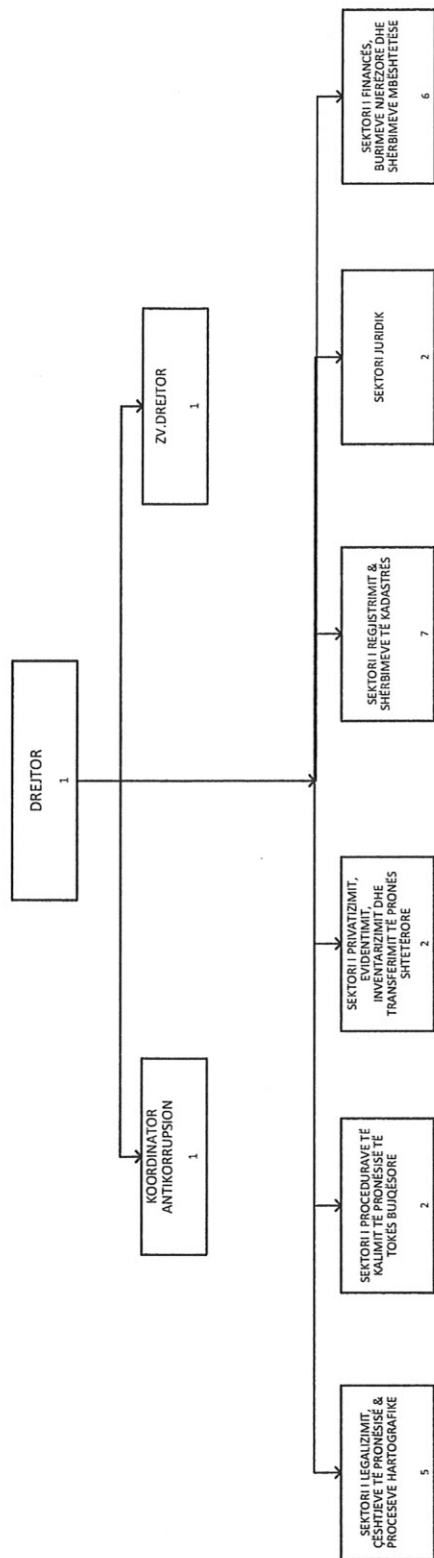 DREJTOR
1
KOORDINATOR
ANTIKORRUPSION
1
ZV.DREJTOR
1
SEKTORI I LEGALIZIMIT,
ÇËSHTJEVE TË PRONËSISË &
PROCESEVE HARTOGRAFIKE
5
SEKTORI I PROCEDURAVE TË
KALIMIT TË PRONËSISË TË
TOKËS BUJQËSORE
2
SEKTORI I PRIVATIZIMIT,
EVIDENTIMIT,
INVENTARIZIMIT DHE
TRANSFERIMIT TË PRONËS
SHTETËRORE
2
SEKTORI I REGJISTRIMIT &
SHËRBIMEVE TË KADASTRËS
7
SEKTORI JURIDIK
2
SEKTORI I FINANCËS,
BURIMEVE NJERËZORE DHE
SHËRBIMEVE MBËSHTETËSE
6